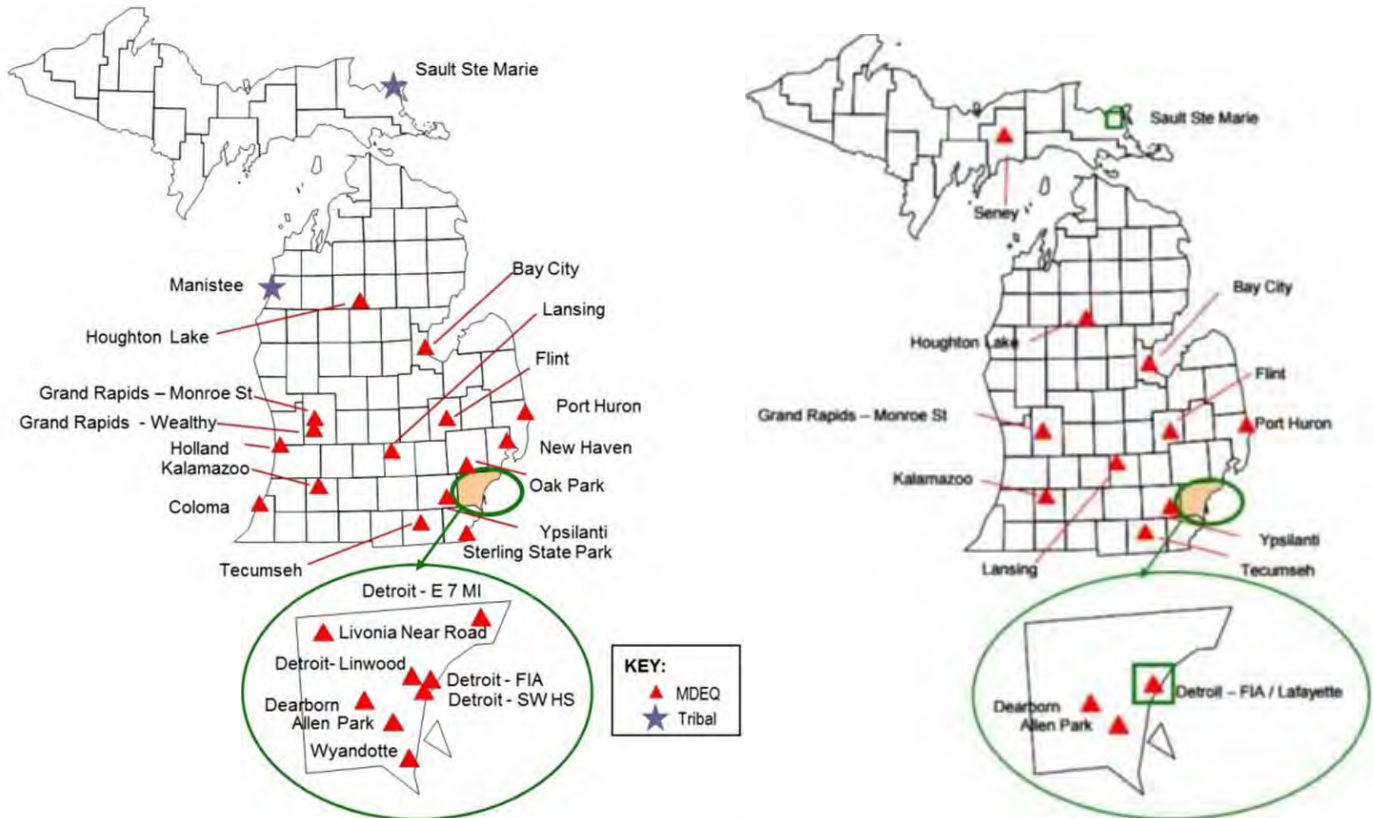 Sault Ste Marie
Manistee
Houghton Lake
Bay City
Lansing
Flint
Grand Rapids – Monroe St
Grand Rapids - Wealthy
Holland
Kalamazoo
Coloma
Port Huron
New Haven
Oak Park
Ypsilanti
Sterling State Park
Tecumseh
Detroit - E 7 MI
Livonia Near Road
Detroit- Linwood
Detroit - FIA
Detroit - SW HS
Dearborn
Allen Park
Wyandotte
KEY:
MDEQ
Tribal
Sault Ste Marie
Seney
Bay City
Houghton Lake
Flint
Grand Rapids – Monroe St
Port Huron
Kalamazoo
Ypsilanti
Lansing
Tecumseh
Detroit – FIA / Lafayette
Dearborn
Allen Park